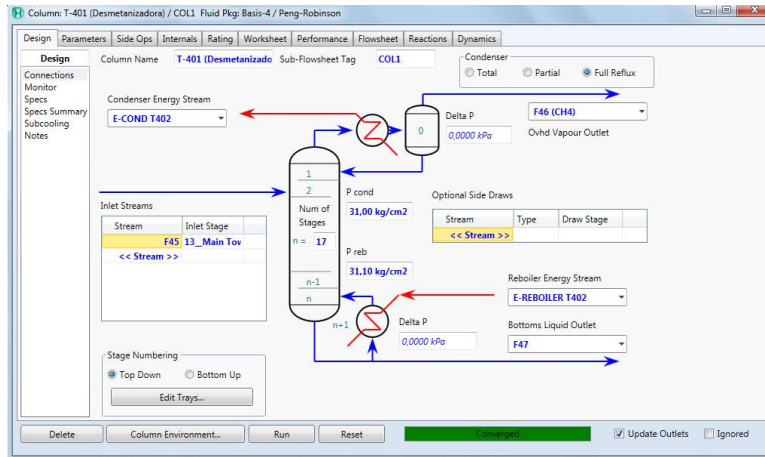 Column: T-401 (Desmetanizadora) / COL1 Fluid Pkg: Basis-4 / Peng-Robinson
Design Parameters Side Ops Internals Rating Worksheet Performance Flowsheet Reactions Dynamics
Design
Connections
Monitor
Specs
Specs Summary
Subcooling
Notes
Column Name T-401 (Desmetanizado Sub-Flowsheet Tag COL1
Condenser
Total Partial Full Reflux
Condenser Energy Stream
E-COND T402
0
Delta P
0,0000 kPa
F46 (CH4)
Ovhd Vapour Outlet
Inlet Streams
Stream Inlet Stage
F45 13__Main Tov
<< Stream >>
1
2
Num of
Stages
n = 17
n-1
n
n+1
P cond
31,00 kg/cm2
P reb
31,10 kg/cm2
Optional Side Draws
Stream Type Draw Stage
<< Stream >>
Reboiler Energy Stream
E-REBOILER T402
Delta P
0,0000 kPa
Bottoms Liquid Outlet
F47
Stage Numbering
Top Down Bottom Up
Edit Trays...
Delete Column Environment... Run Reset Converged Update Outlets Ignored